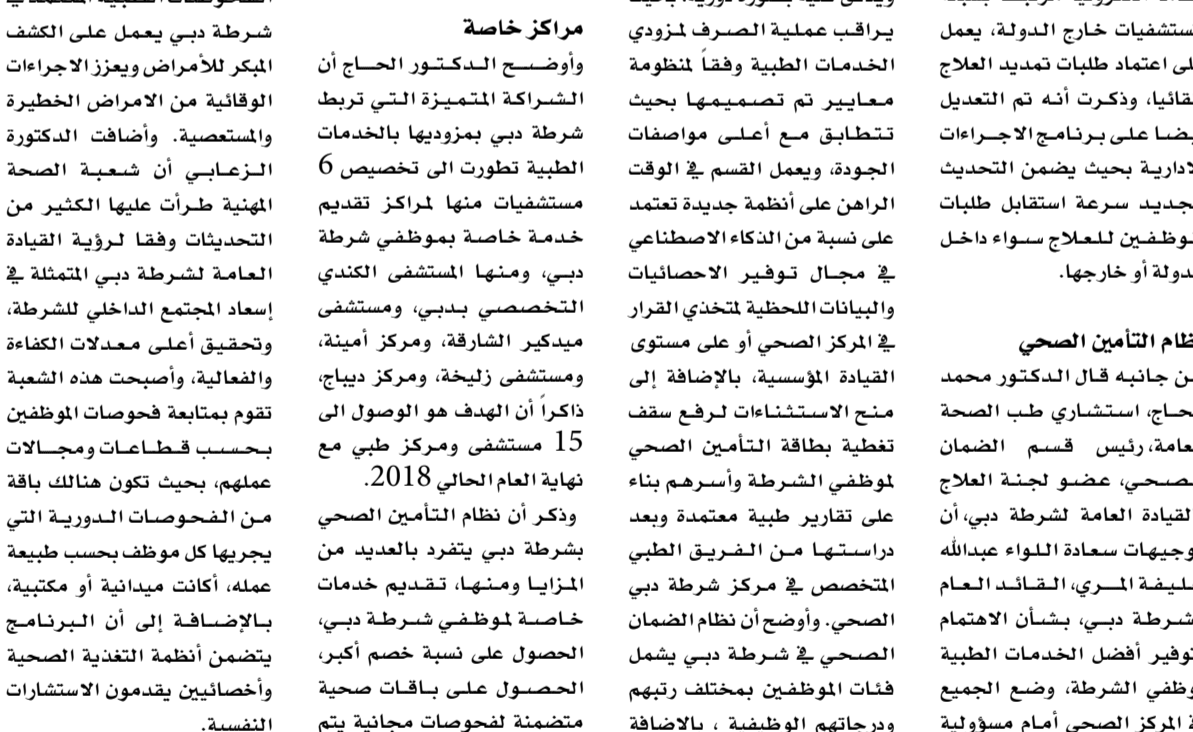 مستشفيات خارج الدولة، يعمل
على اعتماد طلبات تمديد العلاج
تلقائيا، وذكرت أنه تم التعديل
أيضا على برنامج الاجراءات
الادارية بحيث يضمن التحديث
الجديد سرعة استقابل طلبات
الموظفين للعلاج سواء داخل
الدولة أو خارجها.
نظام التأمين الصحي
من جانبه قال الدكتور محمد
الحاج، استشاري طب الصحة
العامة، رئيس قسم الضمان
الصحي، عضو لجنة العلاج
القيادة العامة لشرطة دبي، أن
توجيهات سعادة اللواء عبدالله
خليفة المري، القائد العام
لشرطة دبي، بشأن الاهتمام
بتوفير أفضل الخدمات الطبية
لموظفي الشرطة، وضع الجميع
المركز الصحي أمام مسؤولية
يراقب عملية الصرف لمزودي
الخدمات الطبية وفقاً لمنظومة
معايير تم تصميمها بحيث
تتطابق مع أعلى مواصفات
الجودة، ويعمل القسم في الوقت
الراهن على أنظمة جديدة تعتمد
على نسبة من الذكاء الاصطناعي
في مجال توفير الاحصائيات
والبيانات اللحظية لمتخذي القرار
في المركز الصحي أو على مستوى
القيادة المؤسسية، بالإضافة إلى
منح الاستثناءات لرفع سقف
تغطية بطاقة التأمين الصحي
لموظفي الشرطة وأسرهم بناء
على تقارير طبية معتمدة وبعد
دراستها من الفريق الطبي
المتخصص في مركز شرطة دبي
الصحي. وأوضح أن نظام الضمان
الصحي في شرطة دبي يشمل
فئات الموظفين بمختلف رتبهم
ودرجاتهم الوظيفية ، بالاضافة
مراكز خاصة
وأوضح الدكتور الحاج أن
الشراكة المتميزة التي تربط
شرطة دبي بمزوديها بالخدمات
الطبية تطورت الى تخصيص 6
مستشفيات منها لمراكز تقديم
خدمة خاصة بموظفي شرطة
دبي، ومنها المستشفى الكندي
التخصصي بدبي، ومستشفى
ميدكير الشارقة، ومركز أمينة،
ومستشفى زليخة، ومركز ديباج،
ذاكراً أن الهدف هو الوصول الى
15 مستشفى ومركز طبي مع
نهاية العام الحالي 2018.
وذكر أن نظام التأمين الصحي
بشرطة دبي يتفرد بالعديد من
المزايا ومنها، تقديم خدمات
خاصة لموظفي شرطة دبي،
الحصول على نسبة خصم أكبر،
الحصول على باقات صحية
متضمنة لفحوصات مجانية يتم
شرطة دبي يعمل على الكشف
المبكر للأمراض ويعزز الاجراءات
الوقائية من الامراض الخطيرة
والمستعصية. وأضافت الدكتورة
الزعابي أن شعبة الصحة
المهنية طرأت عليها الكثير من
التحديثات وفقا لرؤية القيادة
العامة لشرطة دبي المتمثلة في
إسعاد المجتمع الداخلي للشرطة،
وتحقيق أعلى معدلات الكفاءة
والفعالية، وأصبحت هذه الشعبة
تقوم بمتابعة فحوصات الموظفين
بحسب قطاعات ومجالات
عملهم، بحيث تكون هنالك باقة
من الفحوصات الدورية التي
يجريها كل موظف بحسب طبيعة
عمله، أكانت ميدانية أو مكتبية،
بالإضافة إلى أن البرنامج
يتضمن أنظمة التغذية الصحية
وأخصائيين يقدمون الاستشارات
النفسية.